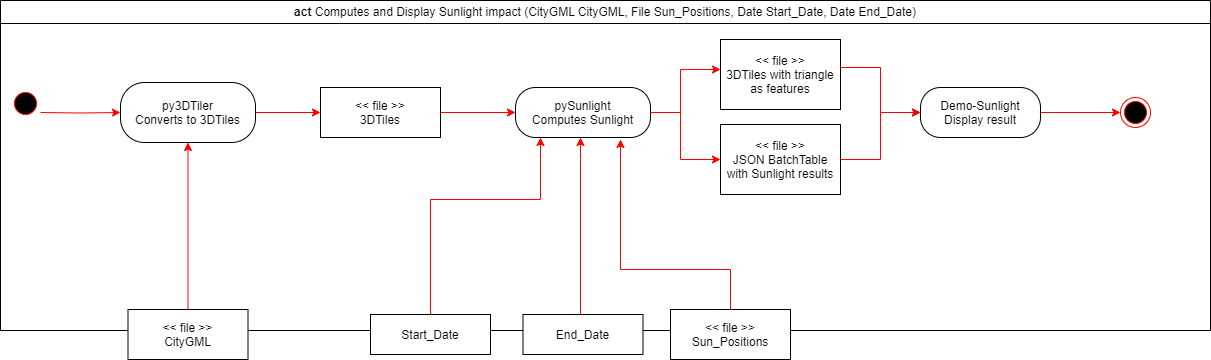 act Computes and Display Sunlight impact (CityGML CityGML, File Sun_Positions, Date Start_Date, Date End_Date)
py3DTiler
Converts to 3DTiles
<< file >>
3DTiles
pySunlight
Computes Sunlight
<< file >>
3DTiles with triangle
as features
<< file >>
JSON BatchTable
with Sunlight results
Demo-Sunlight
Display result
<< file >>
CityGML
Start_Date
End_Date
<< file >>
Sun_Positions